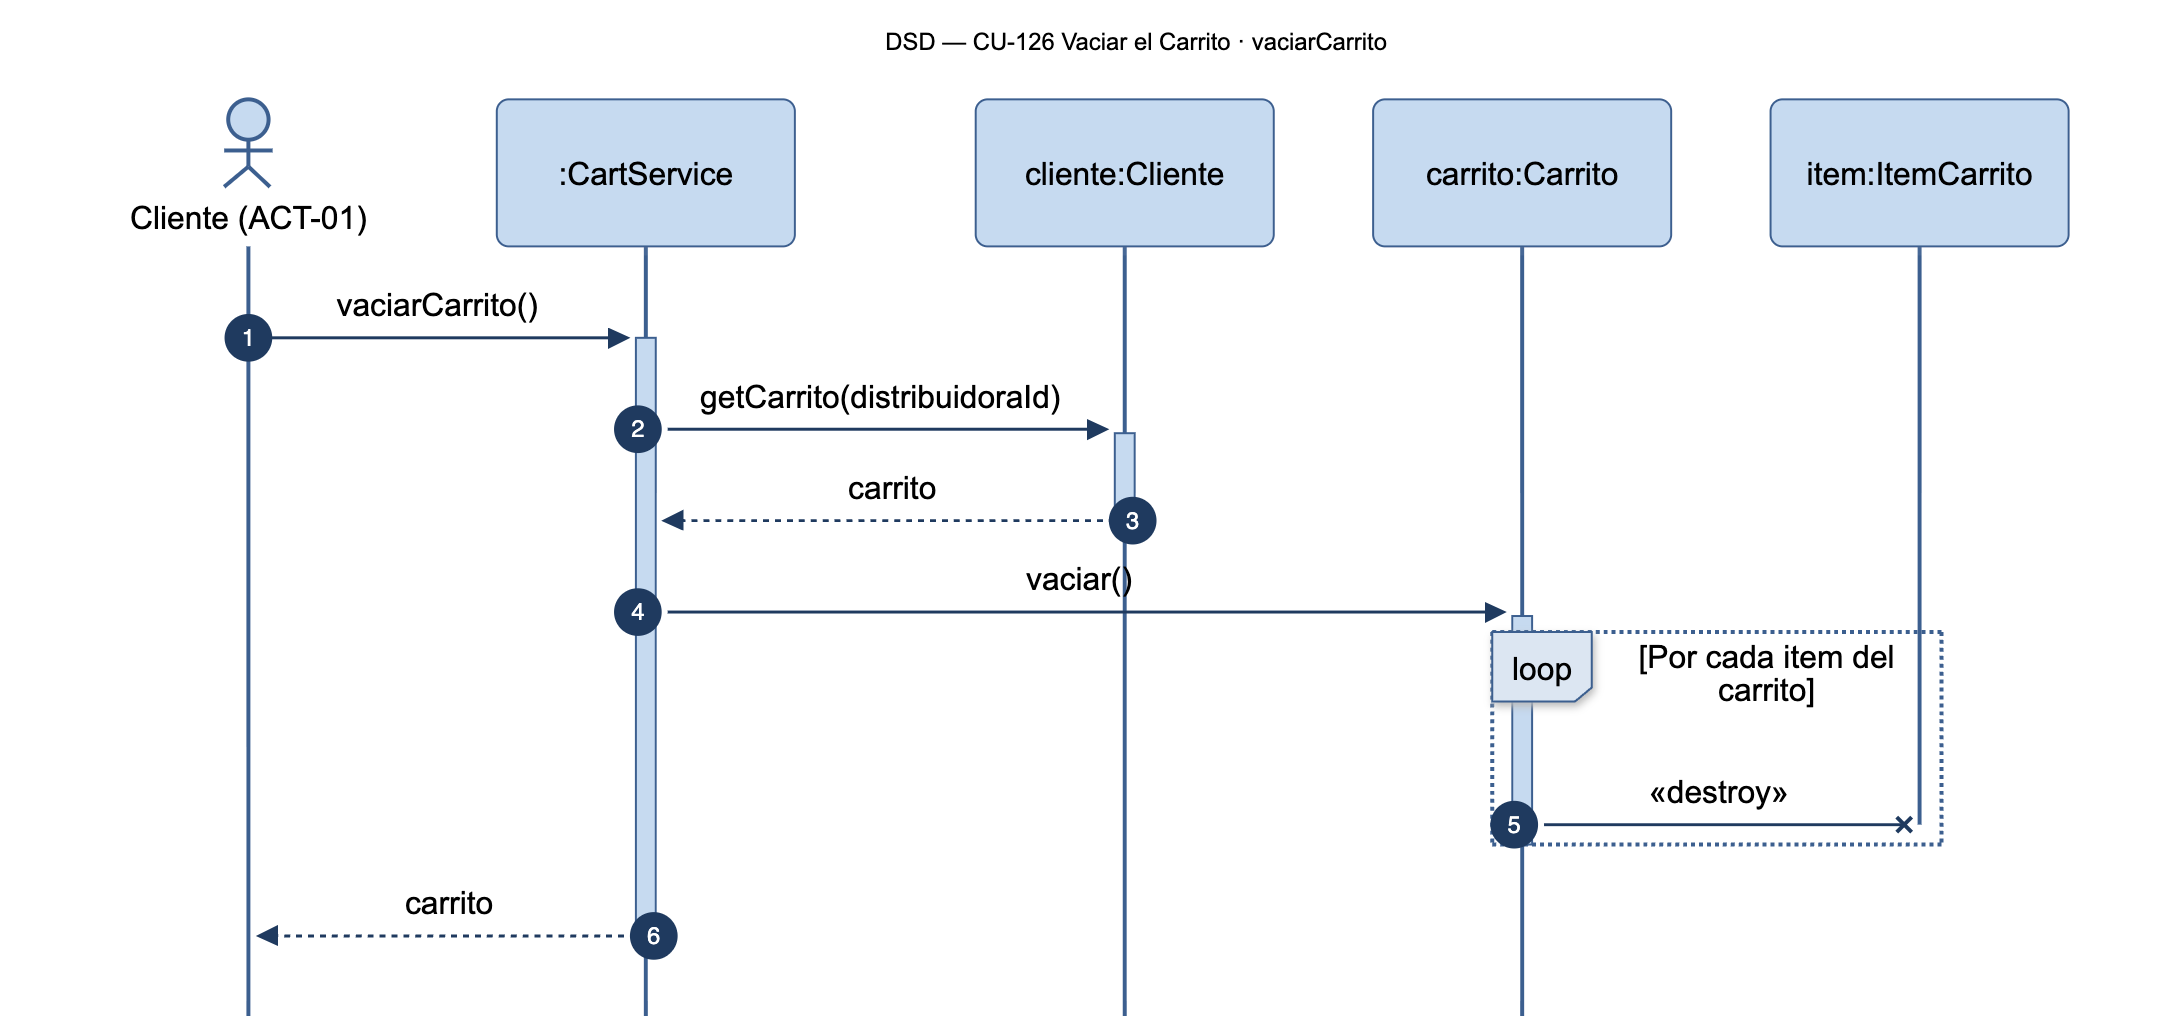 DSD — CU-126 Vaciar el Carrito · vaciarCarrito
Cliente (ACT-01)
:CartService
cliente:Cliente
carrito:Carrito
item:ItemCarrito
vaciarCarrito()
1
getCarrito(distribuidoraId)
2
carrito
3
vaciar()
4
loop
[Por cada item del
carrito]
«destroy»
5
carrito
6